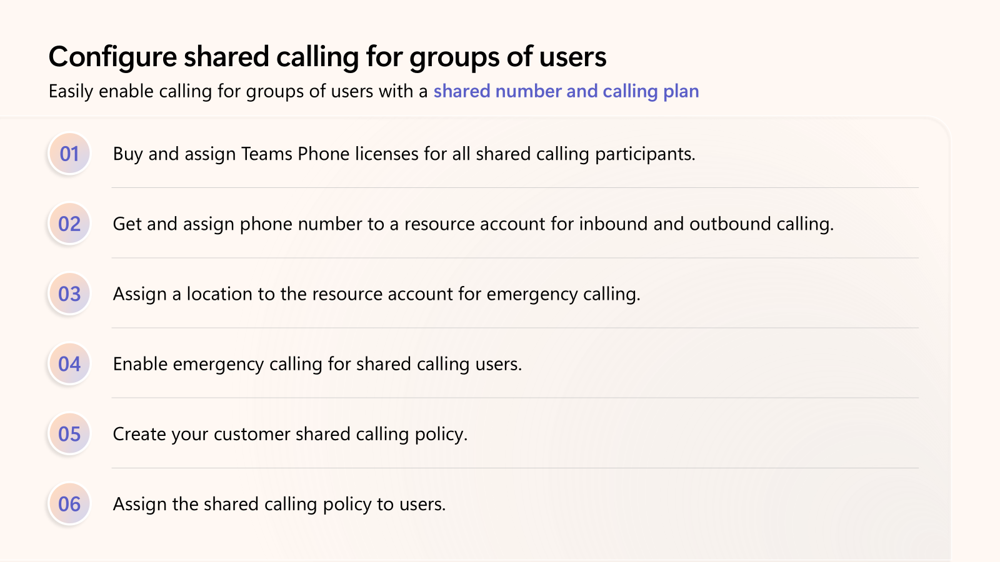 Configure shared calling for groups of users
Easily enable calling for groups of users with a shared number and calling plan
01 Buy and assign Teams Phone licenses for all shared calling participants.
02 Get and assign phone number to a resource account for inbound and outbound calling.
03 Assign a location to the resource account for emergency calling.
04 Enable emergency calling for shared calling users.
05 Create your customer shared calling policy.
06 Assign the shared calling policy to users.